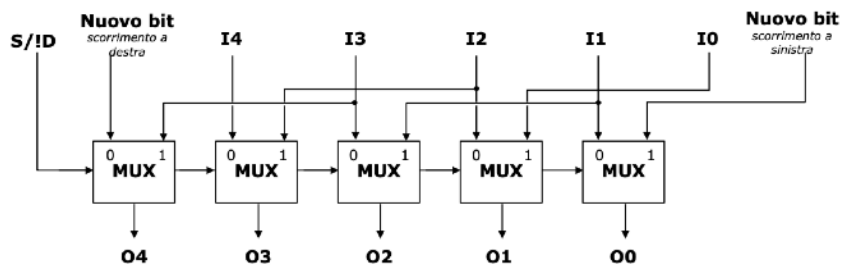 S/!D
Nuovo bit
scorrimento a
destra
I4
I3
I2
I1
I0
Nuovo bit
scorrimento a
sinistra
0 1
MUX
0 1
MUX
0 1
MUX
0 1
MUX
0 1
MUX
O4
O3
O2
O1
O0